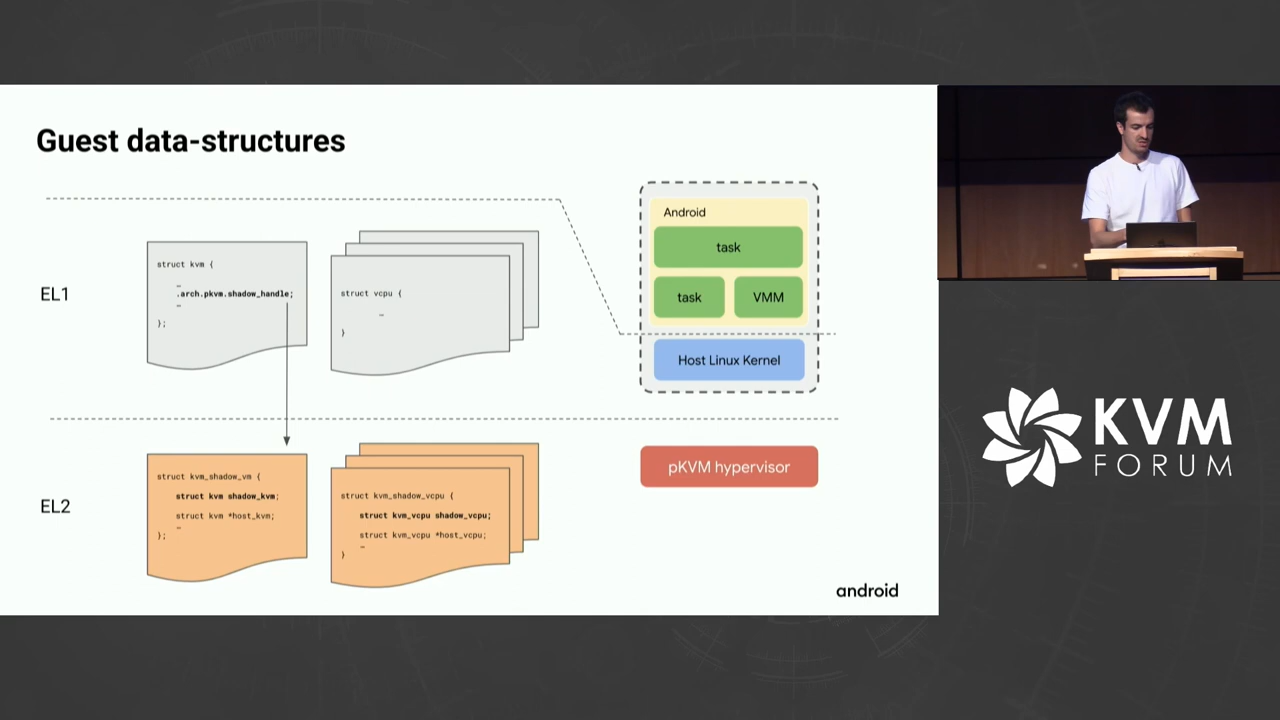 Guest data-structures
EL1
struct kvm {
…
.arch.pkvm.shadow_handle;
…
};
struct vcpu {
…
}
Android
task
task
VMM
Host Linux Kernel
EL2
struct kvm_shadow_vm {
struct kvm shadow_kvm;
struct kvm *host_kvm;
…
};
struct kvm_shadow_vcpu {
struct kvm_vcpu shadow_vcpu;
struct kvm_vcpu *host_vcpu;
…
}
pKVM hypervisor
android
KVM
FORUM